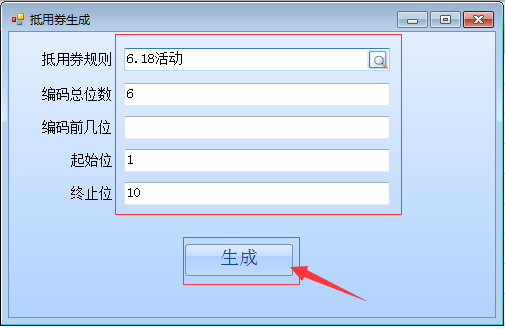 抵用券生成
抵用券规则 6.18活动
编码总位数 6
编码前几位
起始位 1
终止位 10
生成